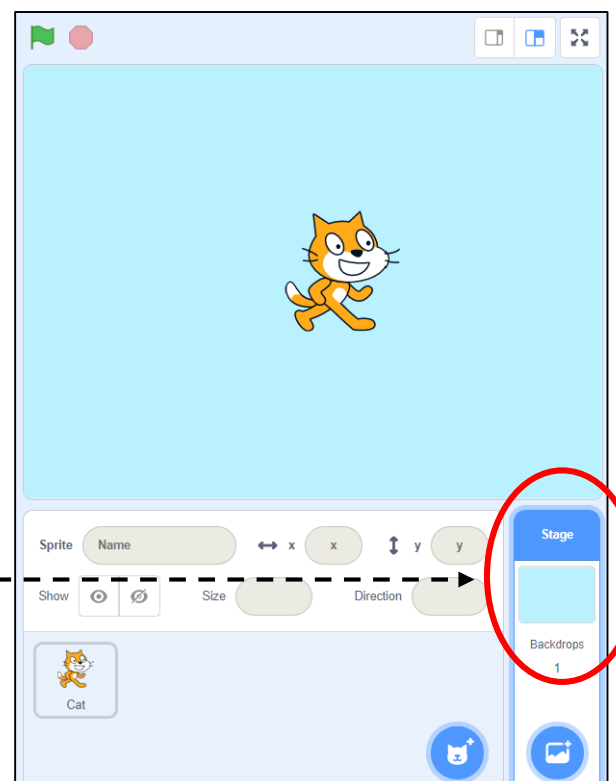 Sprite Name x x y y
Show Size Direction
Cat
Stage
Backdrops
1